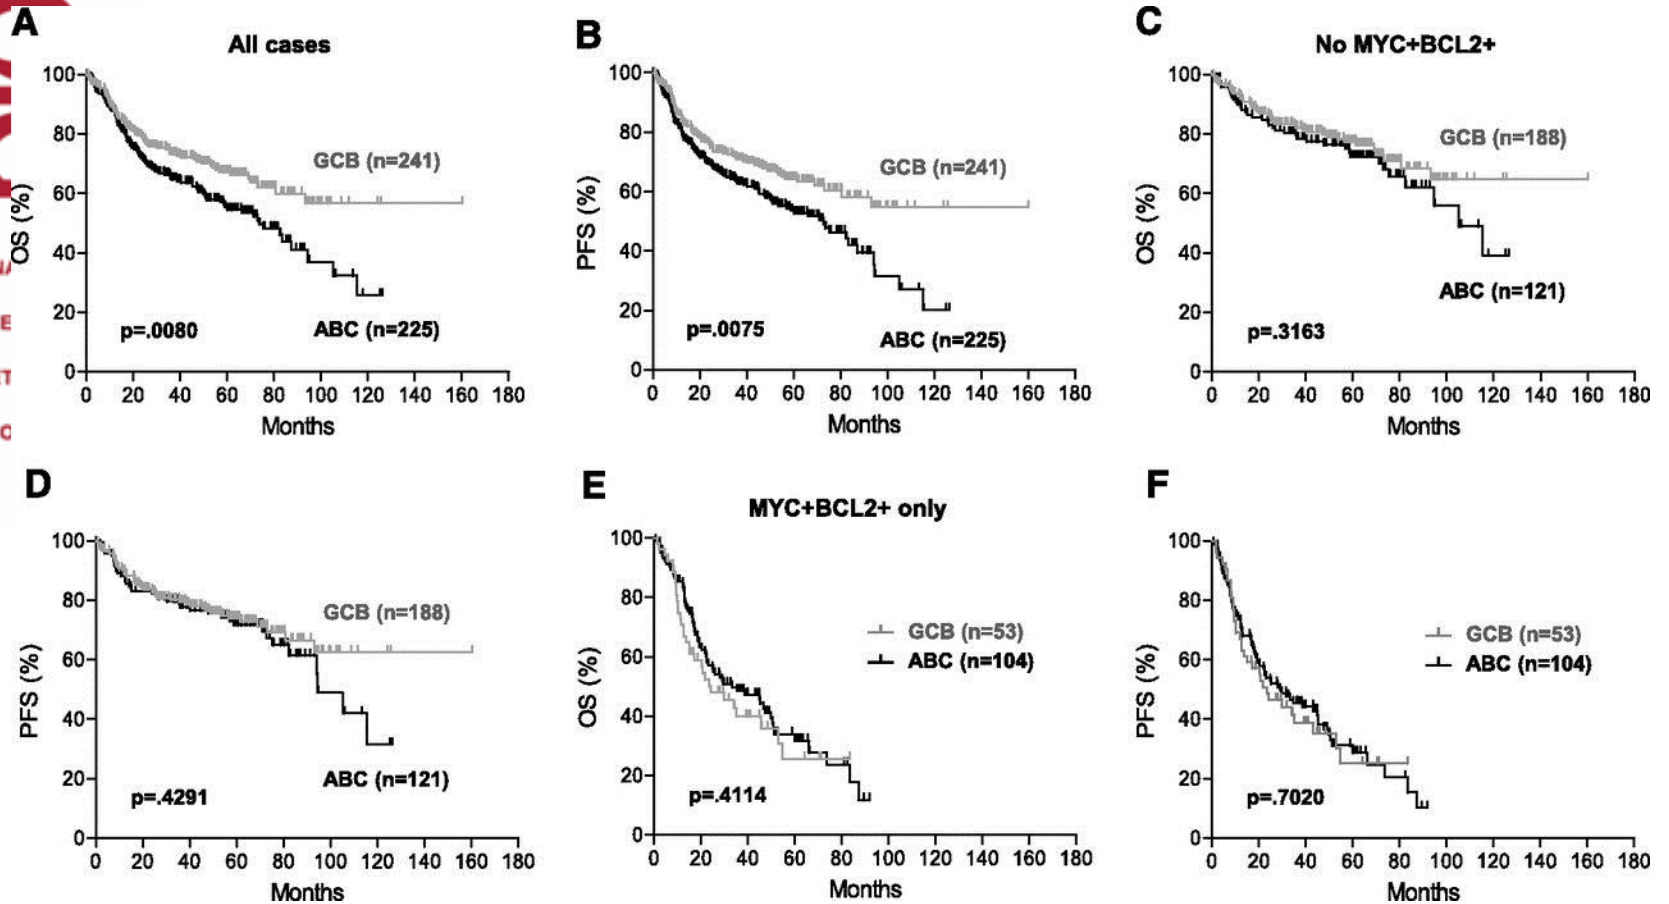 A
All cases
100
80
60
40
20
0
OS (%)
GCB (n=241)
p=.0080
ABC (n=225)
0 20 40 60 80 100 120 140 160 180
Months
B
100
80
60
40
20
0
PFS (%)
GCB (n=241)
p=.0075
ABC (n=225)
0 20 40 60 80 100 120 140 160 180
Months
C
No MYC+BCL2+
100
80
60
40
20
0
OS (%)
GCB (n=188)
ABC (n=121)
p=.3163
0 20 40 60 80 100 120 140 160 180
Months
D
100
80
60
40
20
0
PFS (%)
GCB (n=188)
ABC (n=121)
p=.4291
0 20 40 60 80 100 120 140 160 180
Months
E
MYC+BCL2+ only
100
80
60
40
20
0
OS (%)
GCB (n=53)
ABC (n=104)
p=.4114
0 20 40 60 80 100 120 140 160 180
Months
F
100
80
60
40
20
0
PFS (%)
GCB (n=53)
ABC (n=104)
p=.7020
0 20 40 60 80 100 120 140 160 180
Months